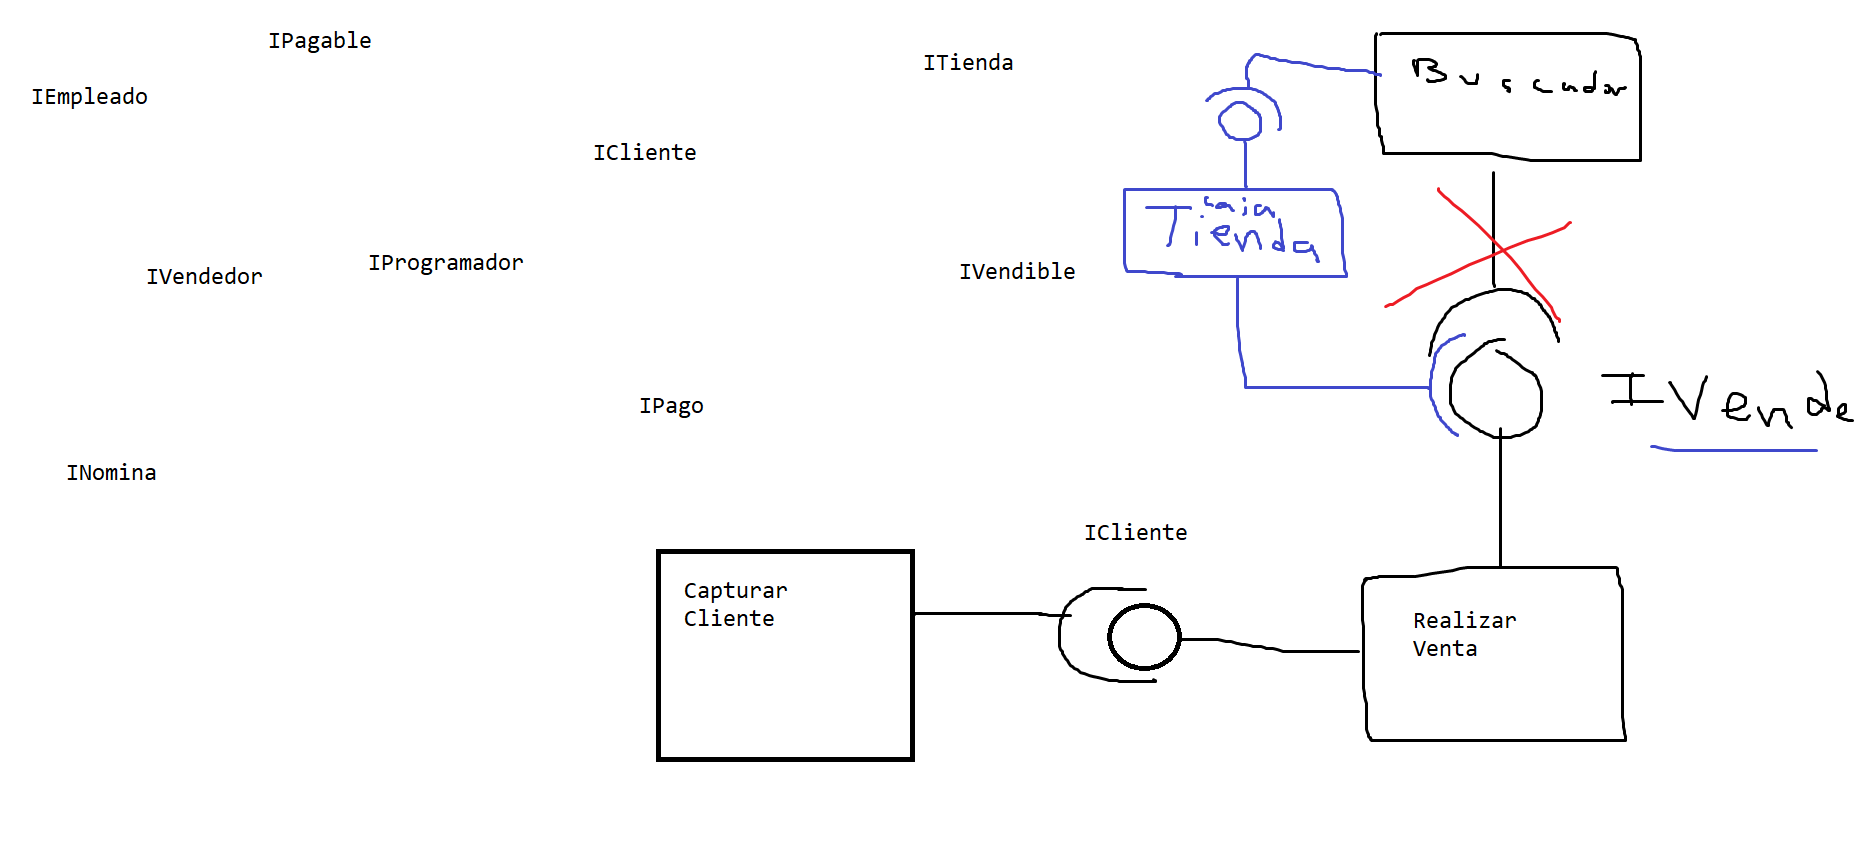 IPagable
IEmpleado
ITienda
Buscador
ICliente
caja
Tienda
IVendedor
IProgramador
IVendible
IPago
IVende
INomina
ICliente
Capturar
Cliente
Realizar
Venta